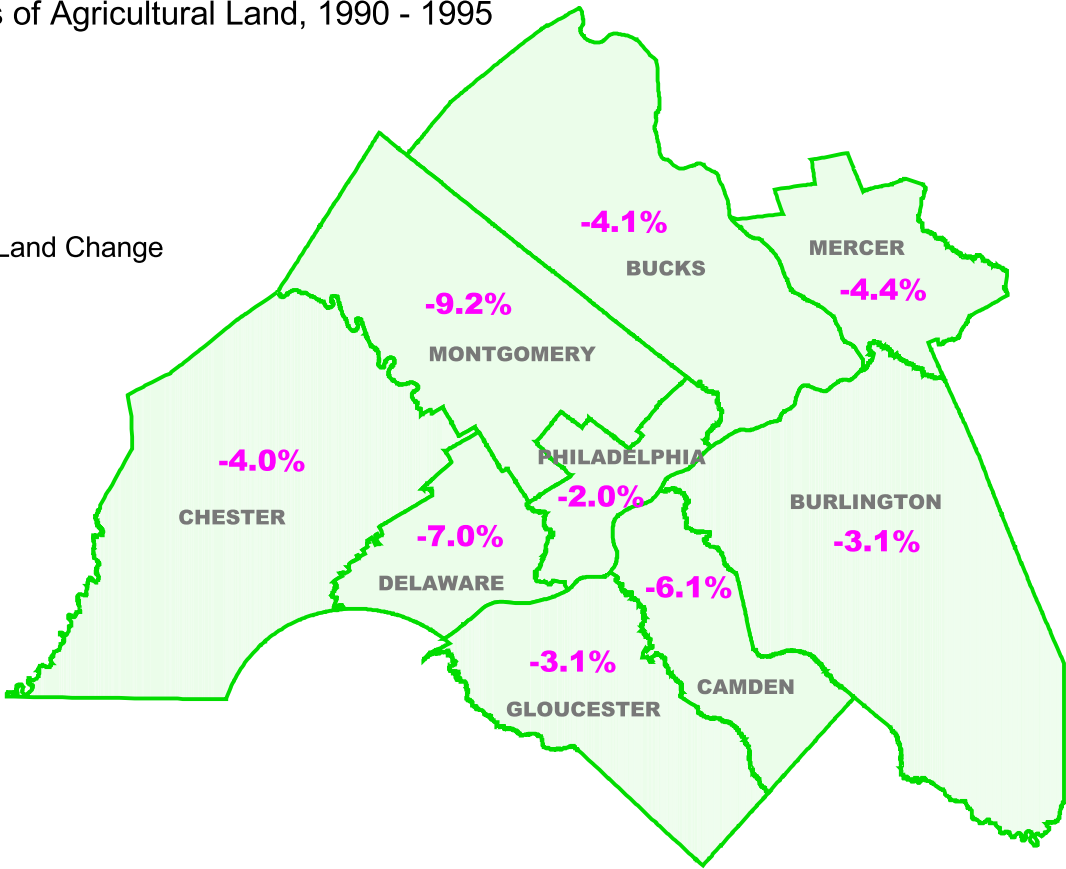 s of Agricultural Land, 1990 - 1995
-4.1%
BUCKS
MERCER
-4.4%
Land Change
-9.2%
MONTGOMERY
-4.0%
CHESTER
PHILADELPHIA
-2.0%
BURLINGTON
-3.1%
-7.0%
DELAWARE
-6.1%
CAMDEN
-3.1%
GLOUCESTER